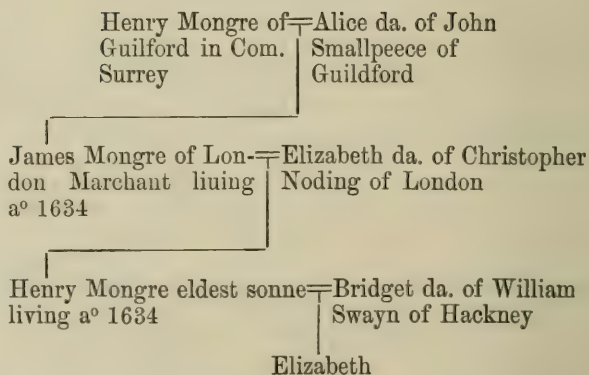 Henry Mongre of Alice da. of John
Guilford in Com. Smallpeece of
Surrey Guildford
James Mongre of Lon- Elizabeth da. of Christopher
don Marchant liuing Noding of London
aº 1634
Henry Mongre eldest sonne Bridget da. of William
living aº 1634 Swayn of Hackney
Elizabeth